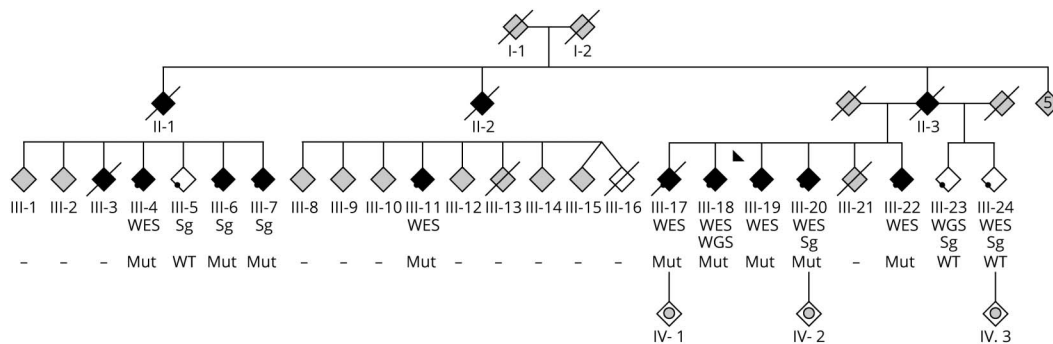 I-1 I-2
5
II-1 II-2 II-3
III-1 III-2 III-3 III-4 III-5 III-6 III-7 III-8 III-9 III-10 III-11 III-12 III-13 III-14 III-15 III-16 III-17 III-18 III-19 III-20 III-21 III-22 III-23 III-24
WES Sg Sg Sg WES WES WES WES WES WES WGS WES
WGS Sg Sg Sg
– – – Mut WT Mut Mut – – – Mut – – – – – Mut Mut Mut Mut – Mut WT WT
IV- 1 IV- 2 IV. 3